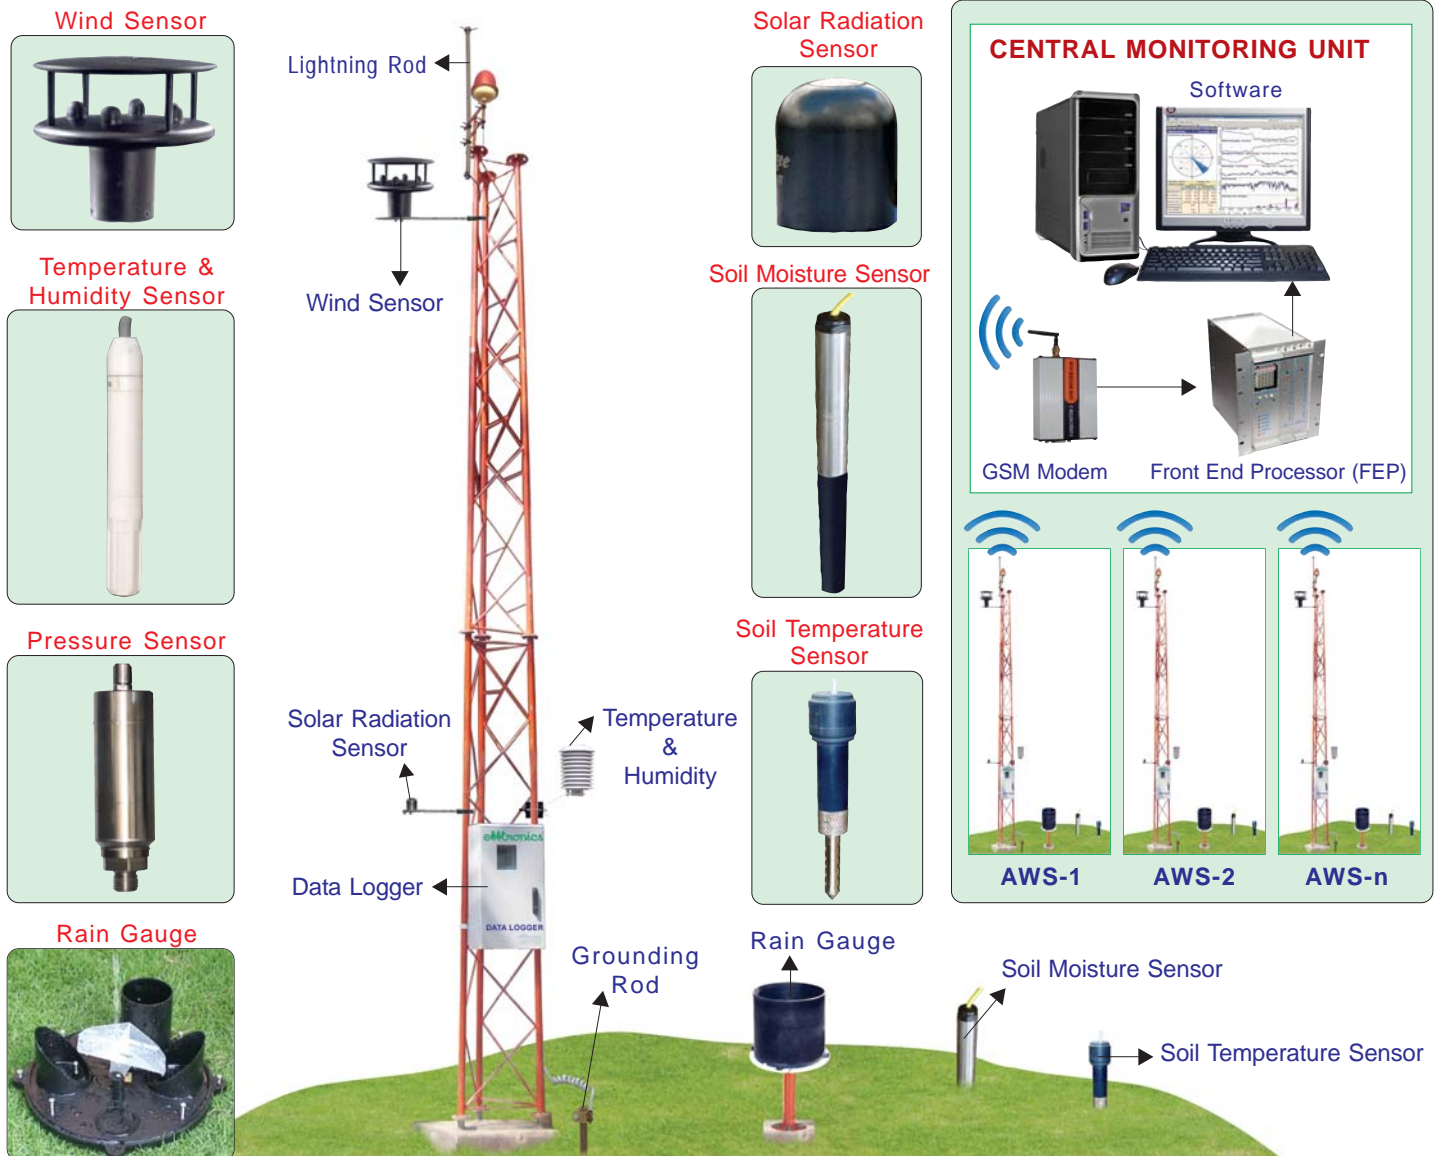 Wind Sensor
Temperature &
Humidity Sensor
Pressure Sensor
Rain Gauge
Lightning Rod
Wind Sensor
Solar Radiation
Sensor
Temperature
&
Humidity
Data Logger
DATA LOGGER
Grounding
Rod
Solar Radiation
Sensor
Soil Moisture Sensor
Soil Temperature
Sensor
Rain Gauge
Soil Moisture Sensor
Soil Temperature Sensor
CENTRAL MONITORING UNIT
Software
GSM Modem
Front End Processor (FEP)
AWS-1
AWS-2
AWS-n